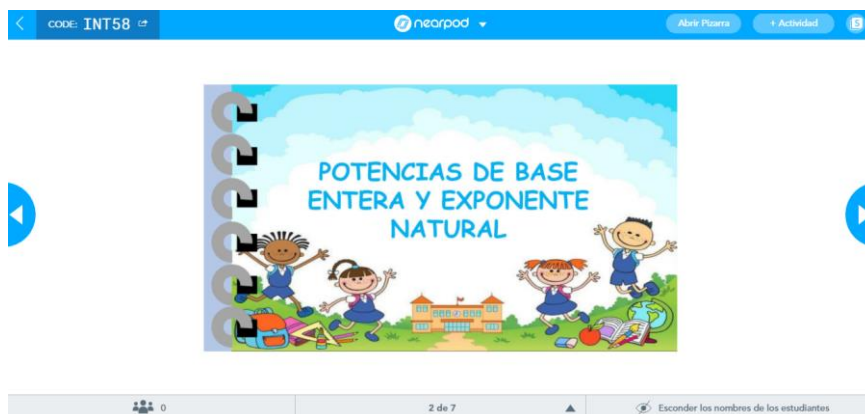 CODE: INT58
nearpod
Abrir Pizarra
+ Actividad
5
POTENCIAS DE BASE
ENTERA Y EXPONENTE
NATURAL
0
2 de 7
Esconder los nombres de los estudiantes